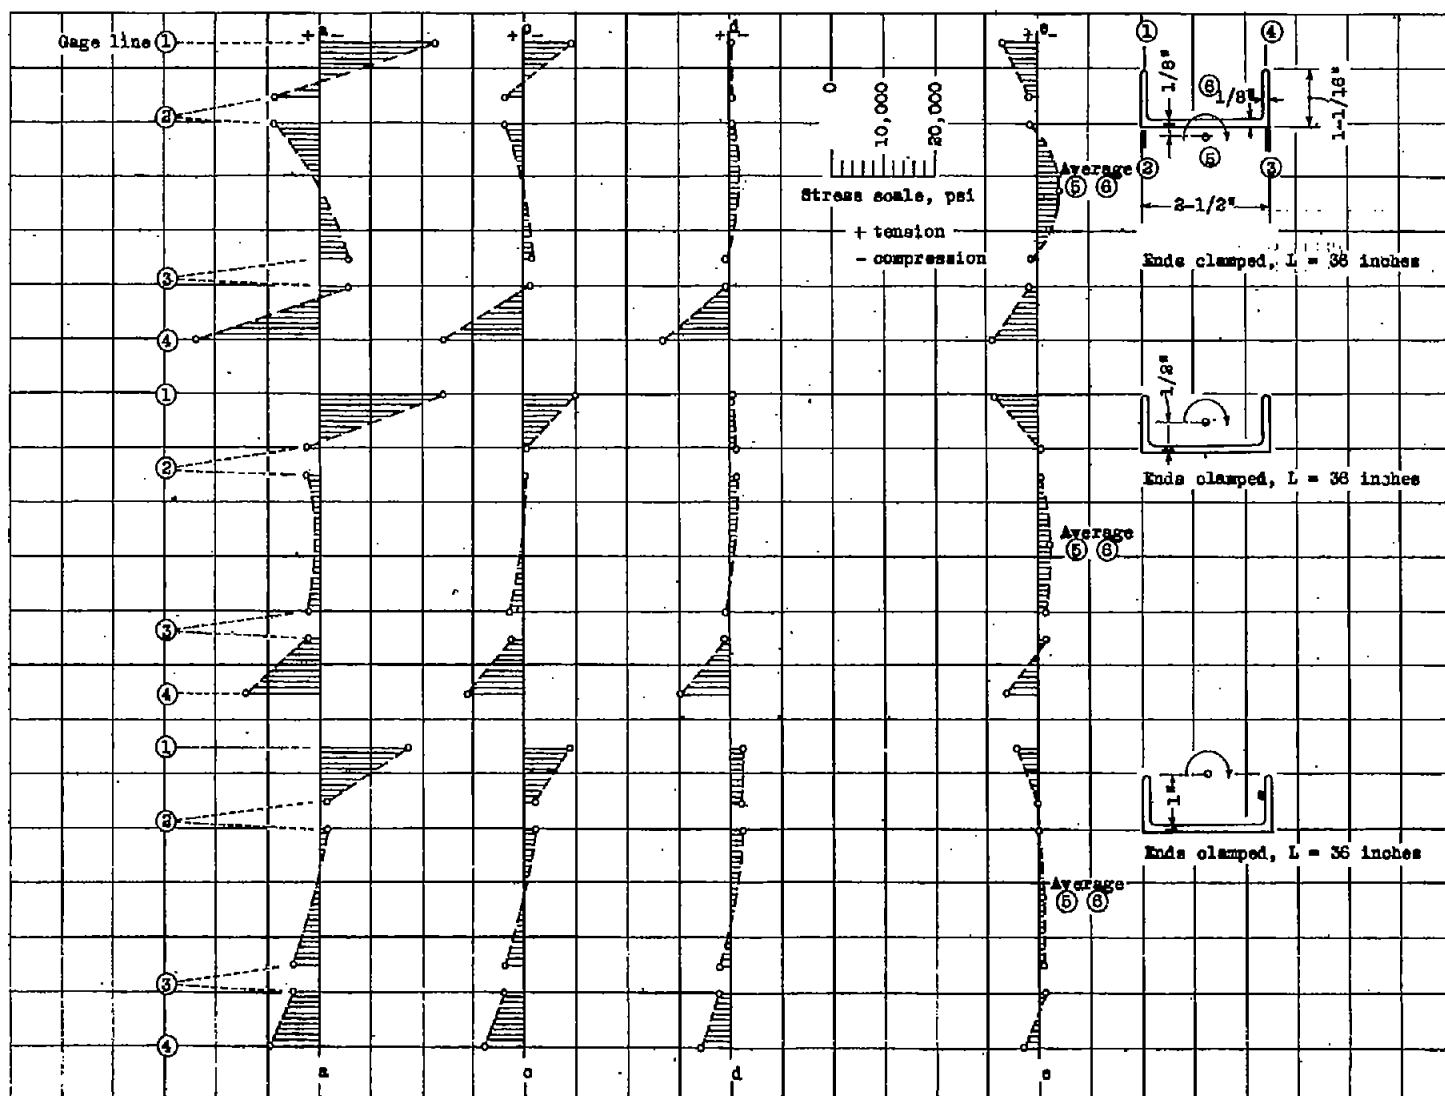 a c d e
+ - + - + - + -
Gage line ①
②
③
④
①
②
③
④
①
②
③
④
a c d e
0 10,000 20,000
Stress scale, psi
+ tension
- compression
Average
⑤ ⑥
Average
⑤ ⑥
Average
⑤ ⑥
① ④
1/8"
⑥ 1/8"
1-1/16"
② ⑤ ③
2-1/2"
Ends clamped, L = 36 inches
1/2"
Ends clamped, L = 36 inches
1"
Ends clamped, L = 36 inches